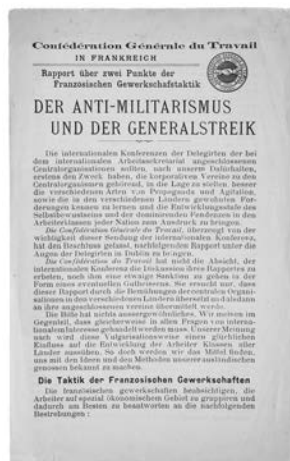 Confédération Générale du Travail
IN FRANKREICH
Rapport über zwei Punkte der
Französischen Gewerkschafstaktik
DER ANTI-MILITARISMUS
UND DER GENERALSTREIK
Die internationalen Konferenzen der Delegirten der bei
dem internationalen Arbeitssekretariat angeschlossenen
Centralorganisationen sollten, nach unserem Dafürhalten,
erstens den Zweck haben, die korporativen Vereine zu den
Centralorganismen gehörend, in die Lage zu stellen besser
die verschiedenen Arten von Propaganda und Agitation,
sowie die in den verschiedenen Ländern gewohnten For-
derungen kennen zu lernen und die Entwicklungsstufe des
Selbstbewustseins und der dominirenden Tendenzen in den
Arbeiterklassen jeder Nation zum Ausdruck zu bringen.
Die Confédération Générale du Travail, überzeugt von der
wichtigkeit dieser Sendung der internationalen Konferenz,
hat den Beschluss gefasst, nachfolgenden Rapport unter die
Augen der Delegirten in Dublin zu bringen.
Die Confédération du Travail hat nicht die Absicht, der
internationalen Konferenz die Diskussion ihres Rapportes zu
erbeten, noch ihm eine etwaige Sanktion zu geben in der
Form eines eventuellen Gutheissens. Sie ersucht nur, dass
dieser Rapport durch die Bemühungen der centralen Organi-
sationen in den verschiedenen Ländern übersetzt und alsdann
an ihre angeschlossenen vereine übermittelt werde.
Die Bitte hat nichts aussergewöhnliches. Wir meinen im
Gegenteil, dass gleicherweise in allen Fragen von interna-
tionalem Interesse gehandelt werden muss. Unserer Meinung
nach wird diese Vulgarisationsweise einen glücklichen
Einfluss auf die Entwicklung der Arbeiter Klassen aller
Länder ausüben. So doch werden wir das Mittel finden,
uns mit den Ideen und den Methoden unserer ausländischen
genossen bekannt zu machen.
Die Taktik der Französischen Gewerkschaften
Die französischen gewerkschaften beabsichtigen, die
Arbeiter auf spezial ökonomischem Gebiet zu gruppiren und
dadurch am Besten zu beantworten an die nachfolgenden
Bestrebungen :